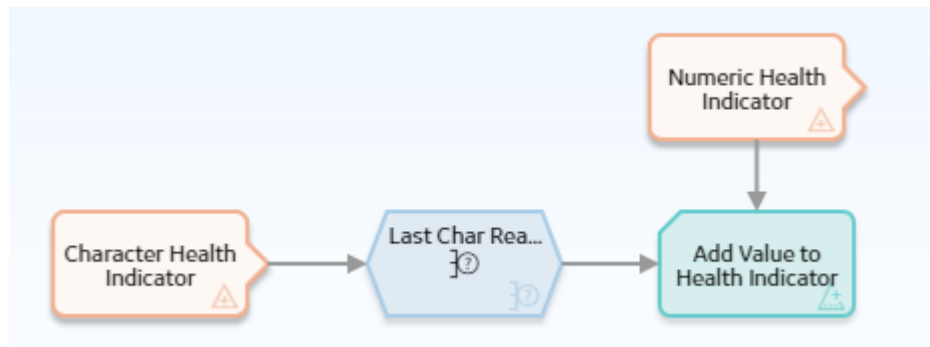 Numeric Health
Indicator
Character Health
Indicator
Last Char Rea...
Add Value to
Health Indicator